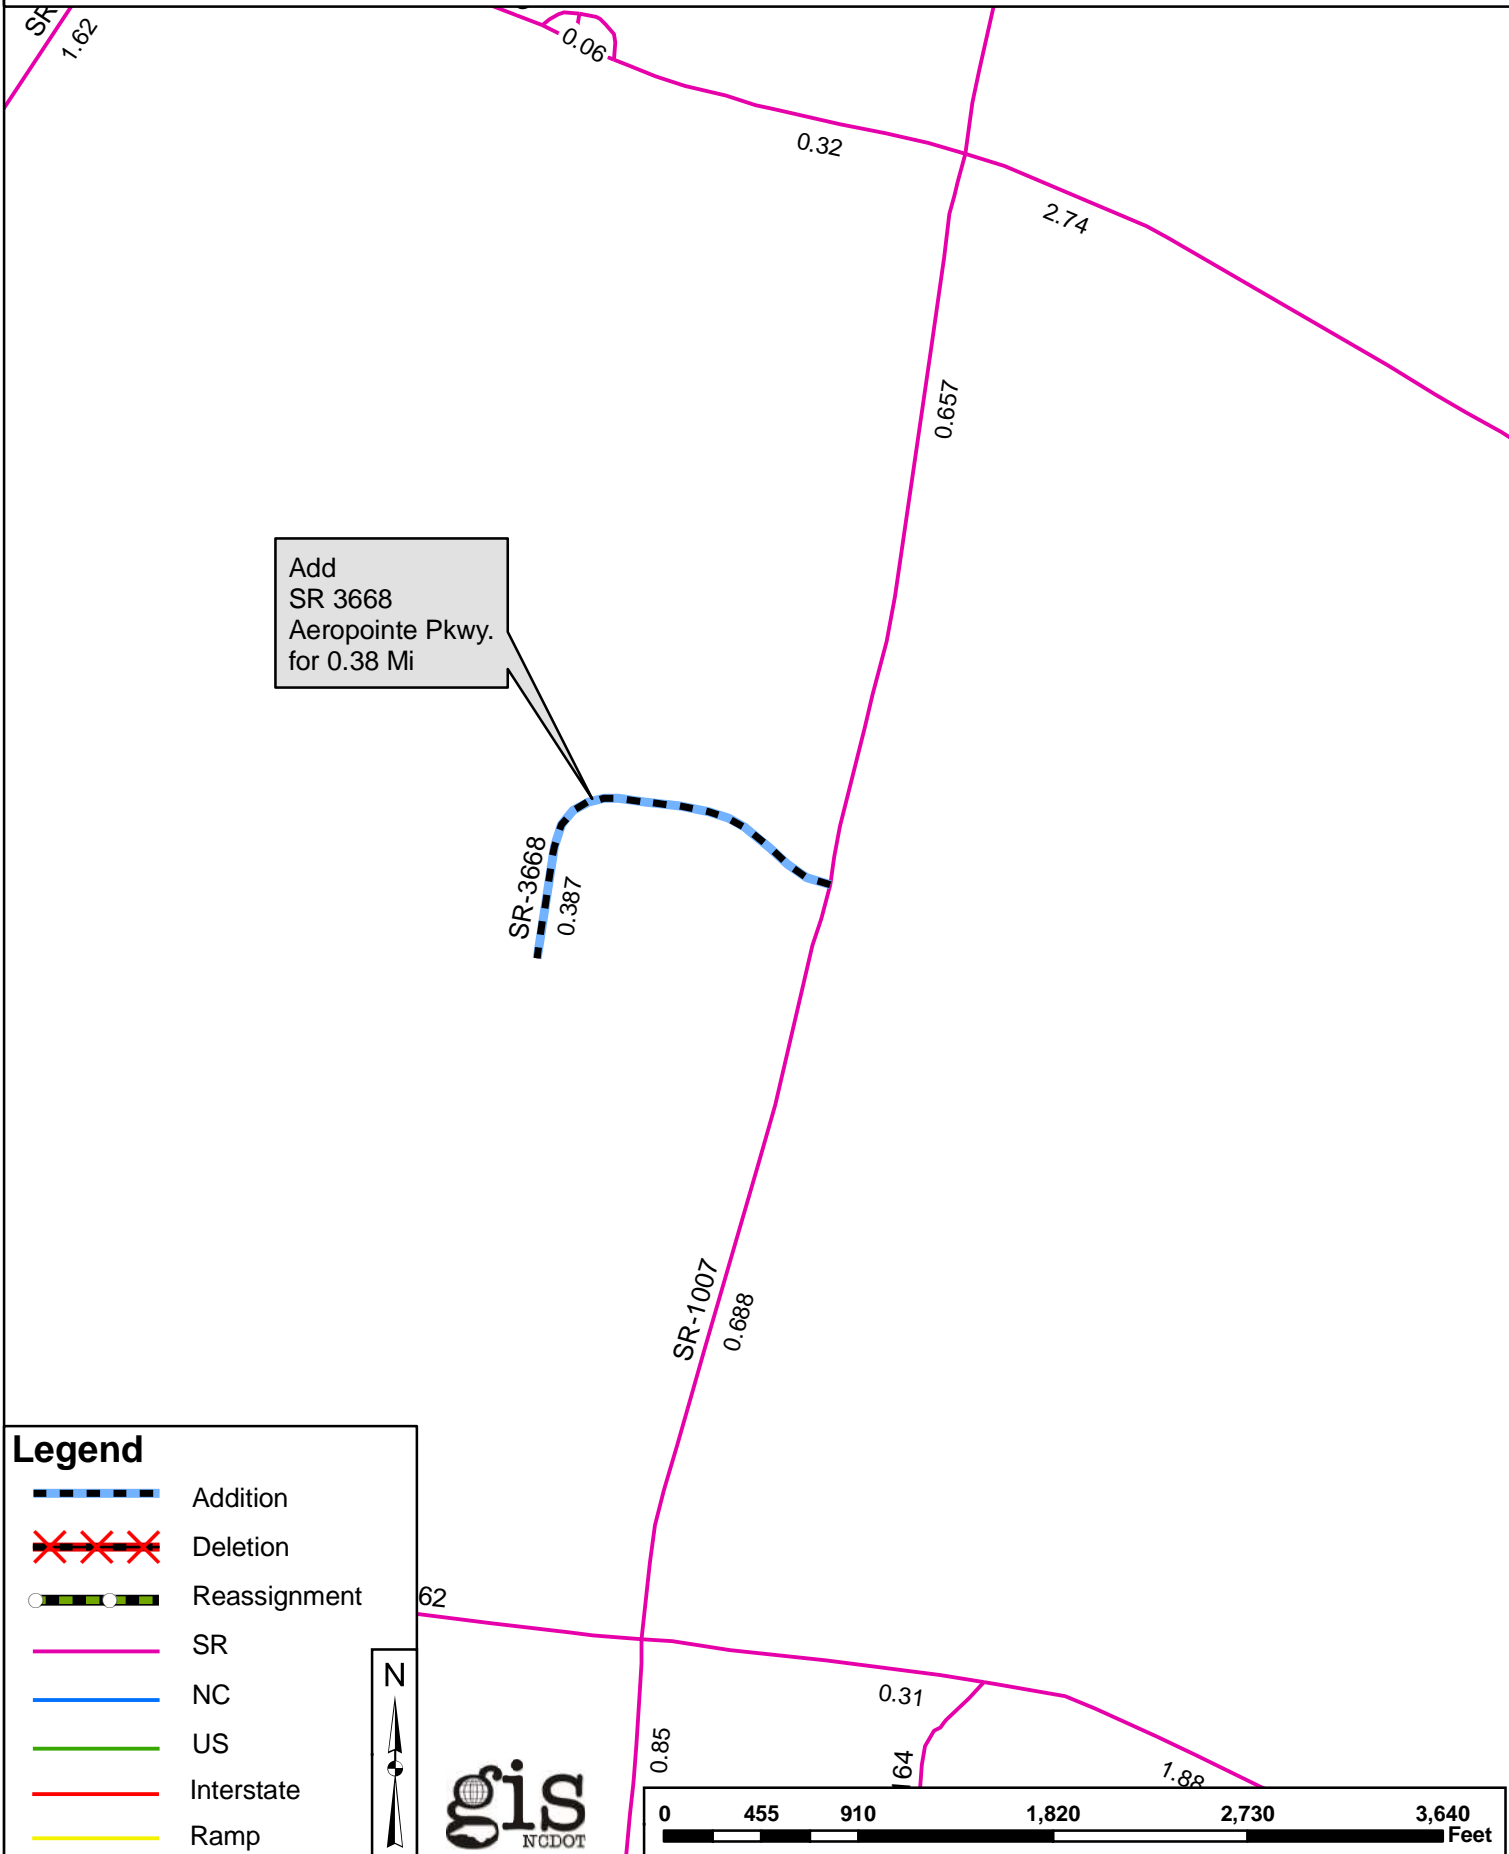 SR
1.62
0.06
0.32
2.74
0.657
Add
SR 3668
Aeropointe Pkwy.
for 0.38 Mi
SR-3668
0.387
SR-1007
0.688
Legend
Addition
Deletion
Reassignment
SR
NC
US
Interstate
Ramp
N
62
0.31
0.85
164
1.88
gis
NCDOT
0 455 910 1,820 2,730 3,640
Feet